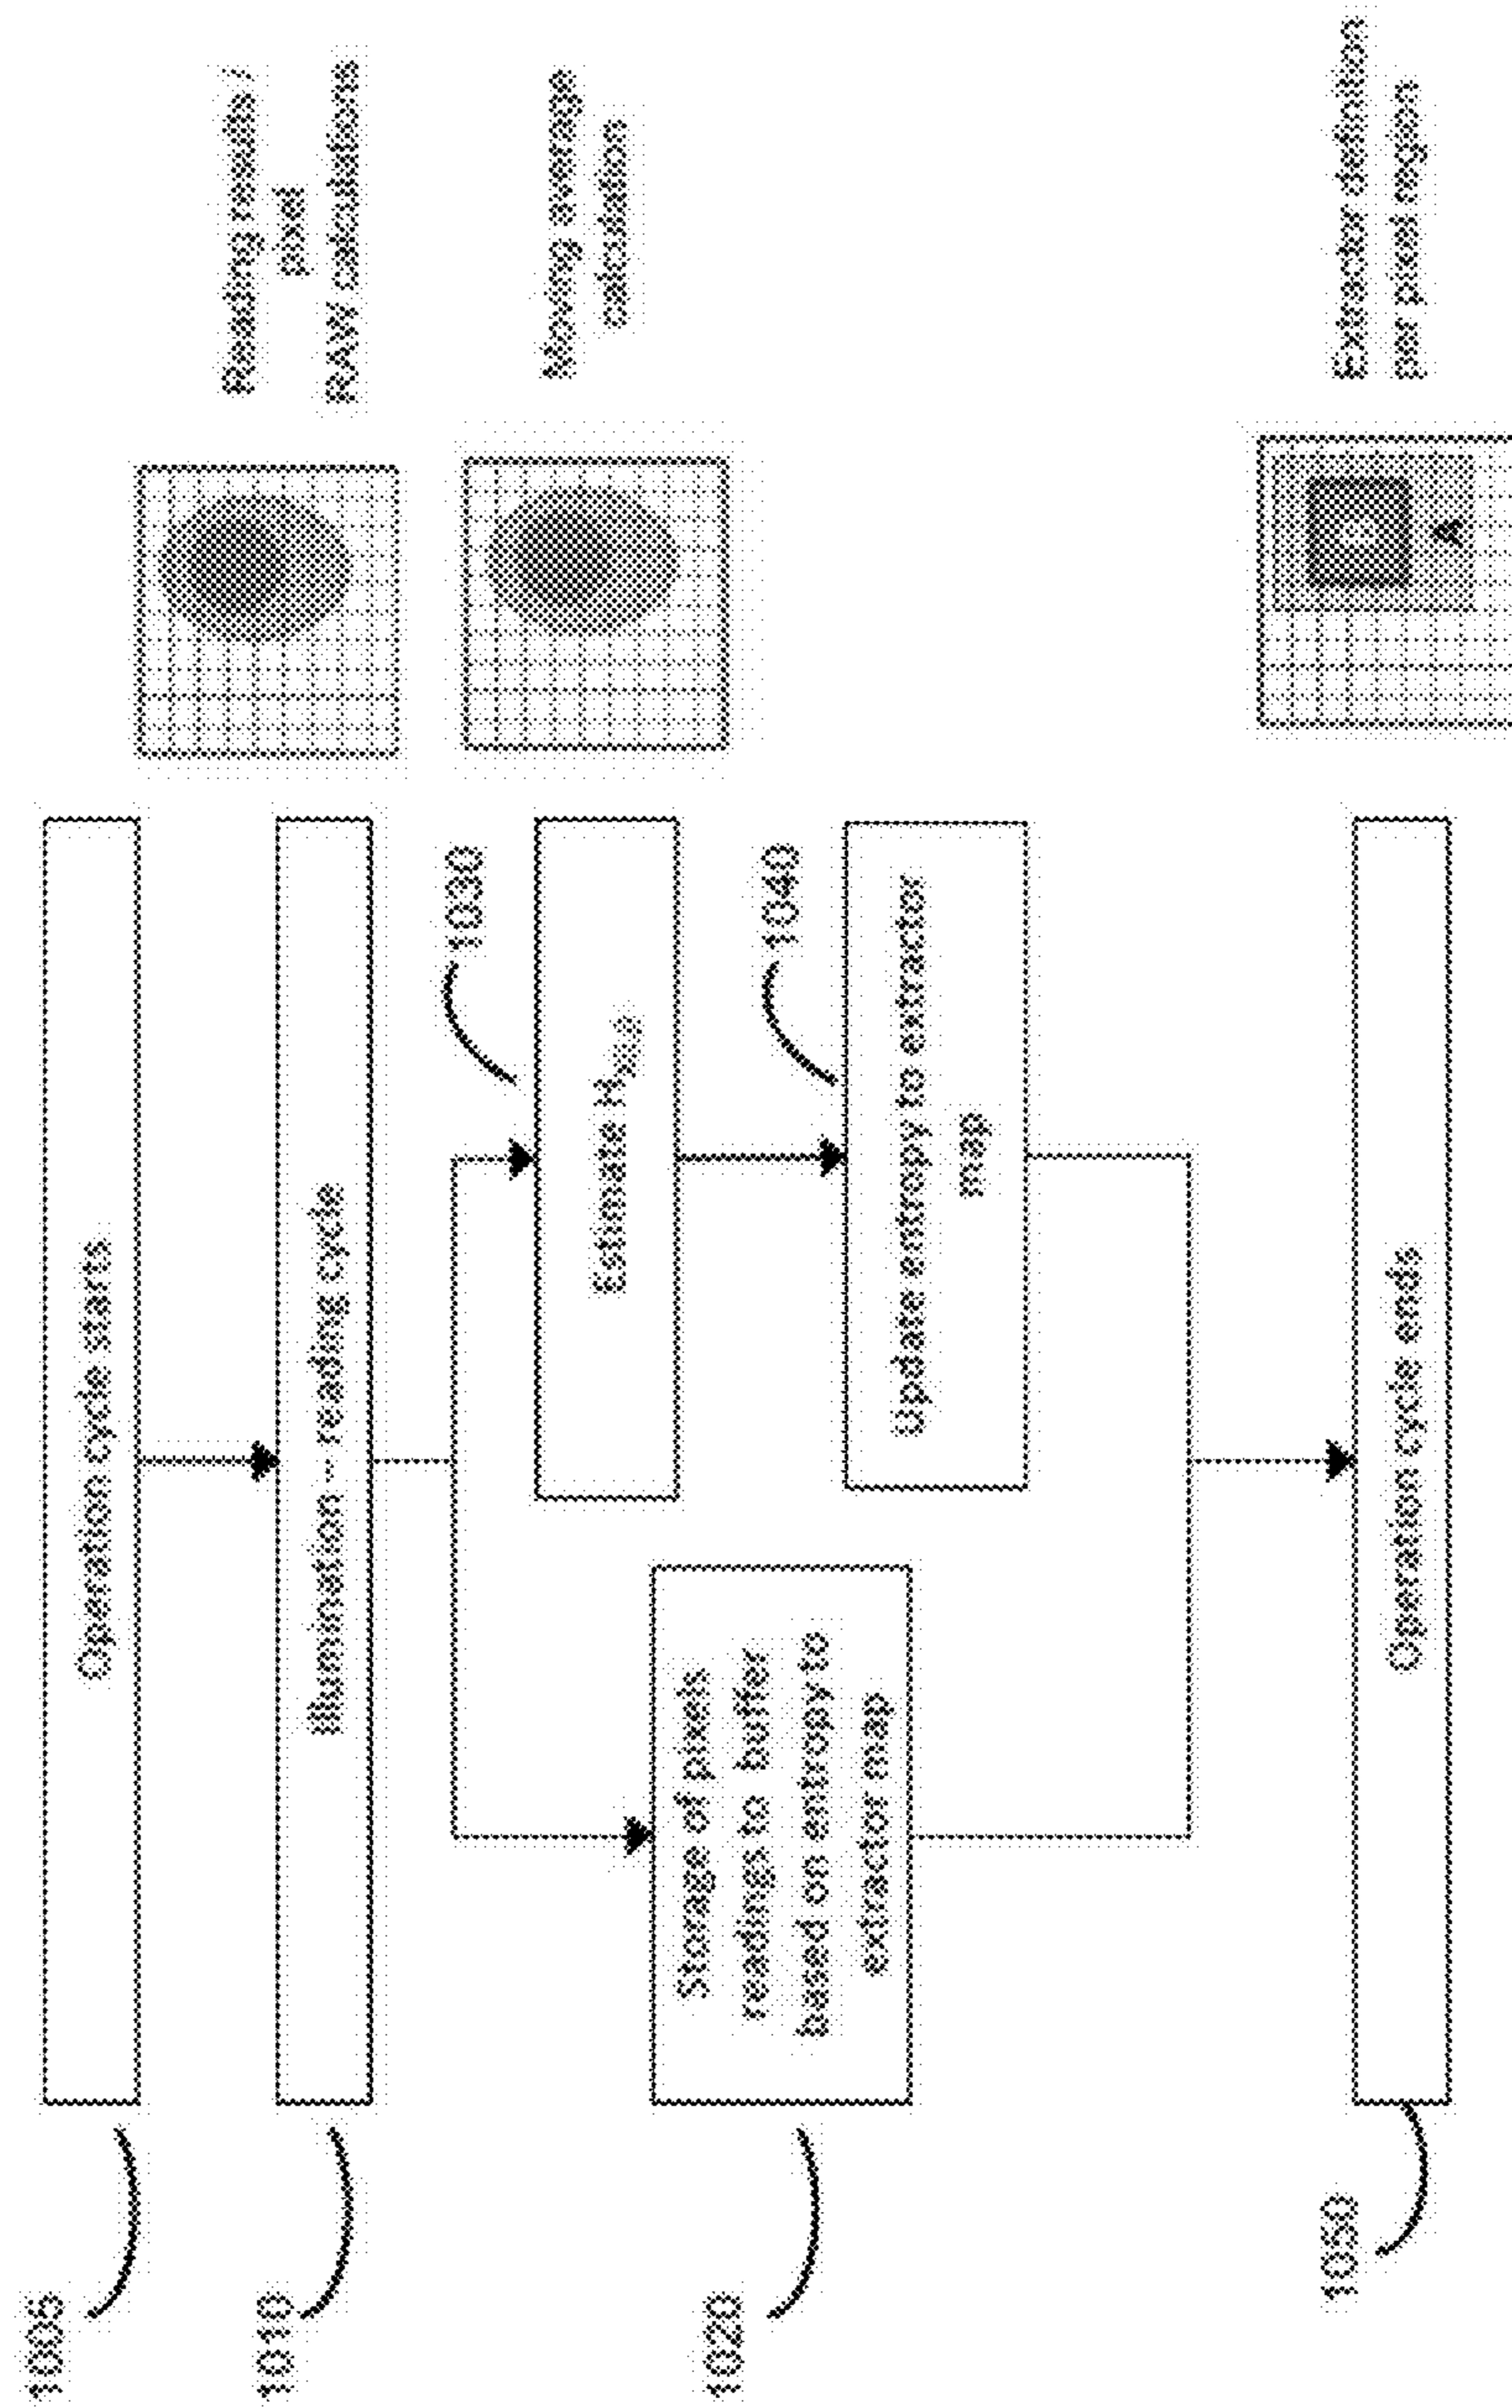 1005
Operation cycle starts
1010
Illumination - reading cycle
Reading results /
pixel
RAW calculations
1030
Estimate
Moving average
calculation
1020
Storage of pixels
readings to buffer
based on entropy to
extractor map
1040
Update entropy to extractor
map
1050
Operation cycle ends
Extractor definition
per pixel region
A